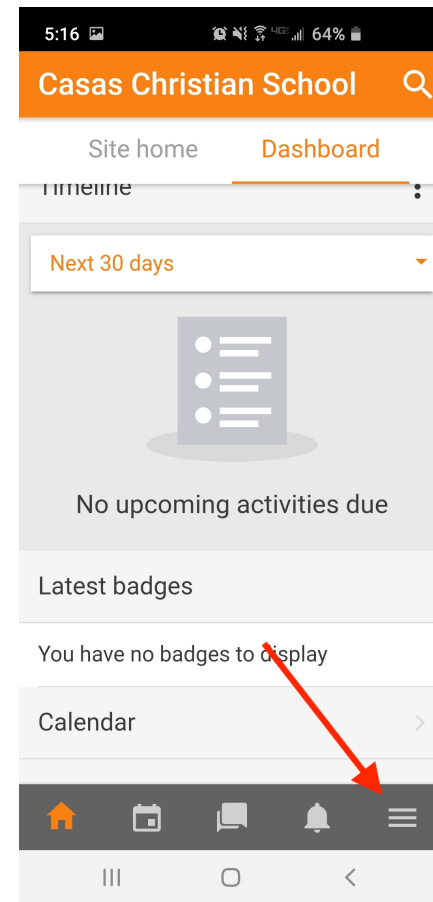 5:16 64%
Casas Christian School
Site home Dashboard
Timeline
Next 30 days
No upcoming activities due
Latest badges
You have no badges to display
Calendar